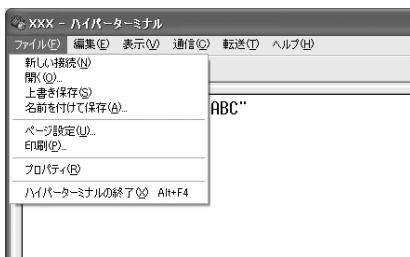 XXX - ハイパーターミナル
ファイル(F) 編集(E) 表示(V) 通信(C) 転送(T) ヘルプ(H)
新しい接続(N)
開く(O)...
上書き保存(S)
名前を付けて保存(A)...
ABC"
ページ設定(U)...
印刷(P)...
プロパティ(R)
ハイパーターミナルの終了(X) Alt+F4